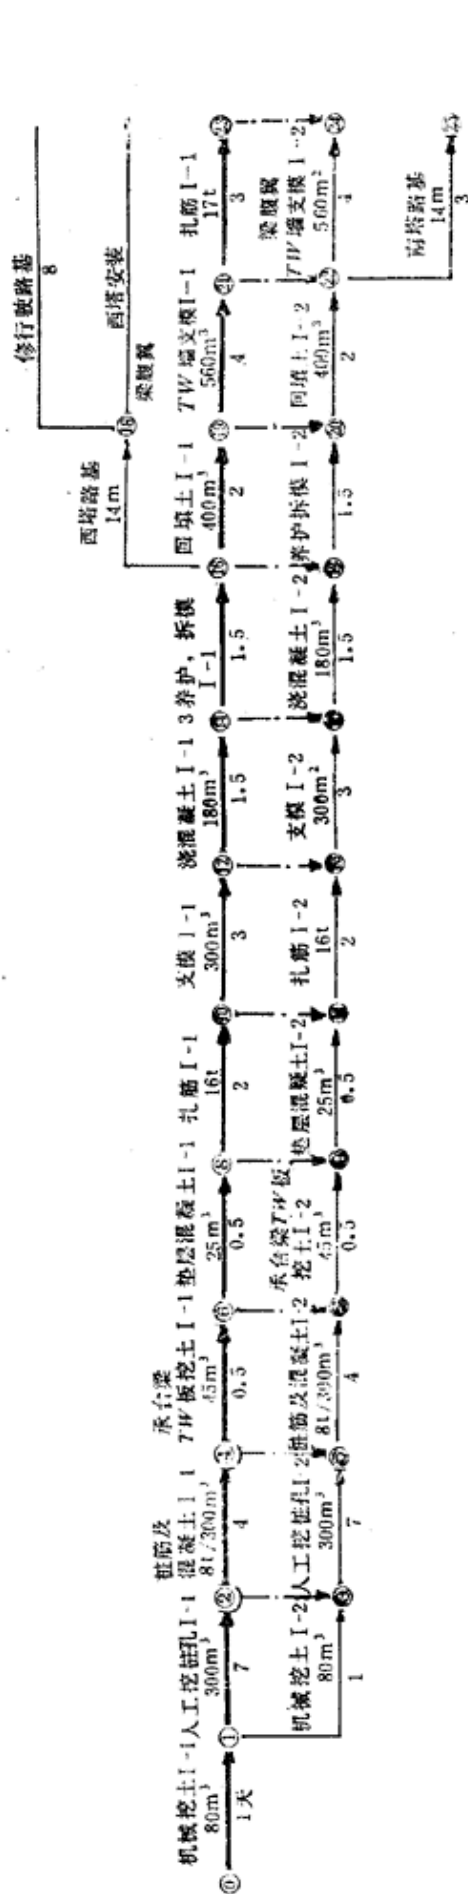 修行驶路基
8
西塔路基
14m
西塔安装
梁腹翼
机械挖土Ⅰ-1
80m³
1天
人工挖桩孔Ⅰ-1
300m³
7
桩筋及
混凝土Ⅰ-1
8t/300m³
4
承台梁
TW板挖土Ⅰ-1
45m³
0.5
垫层混凝土Ⅰ-1
25m³
0.5
扎筋Ⅰ-1
16t
2
支模Ⅰ-1
300m³
3
浇混凝土Ⅰ-1
180m³
1.5
3养护，拆模
Ⅰ-1
1.5
回填土Ⅰ-1
400m³
2
TW墙支模Ⅰ-1
560m²
4
扎筋Ⅰ-1
17t
3
机械挖土Ⅰ-2
80m³
1
人工挖桩孔Ⅰ-2
300m³
7
桩筋及混凝土Ⅰ-2
8t/300m³
4
承台梁TW板
挖土Ⅰ-2
45m³
0.5
垫层混凝土Ⅰ-2
25m³
0.5
扎筋Ⅰ-2
16t
2
支模Ⅰ-2
300m²
3
浇混凝土Ⅰ-2
180m³
1.5
养护拆模Ⅰ-2
1.5
回填土Ⅰ-2
400m³
2
梁腹翼
TW墙支模Ⅰ-2
560m²
4
南塔路基
14m
3
⓪
①
②
⑥
⑧